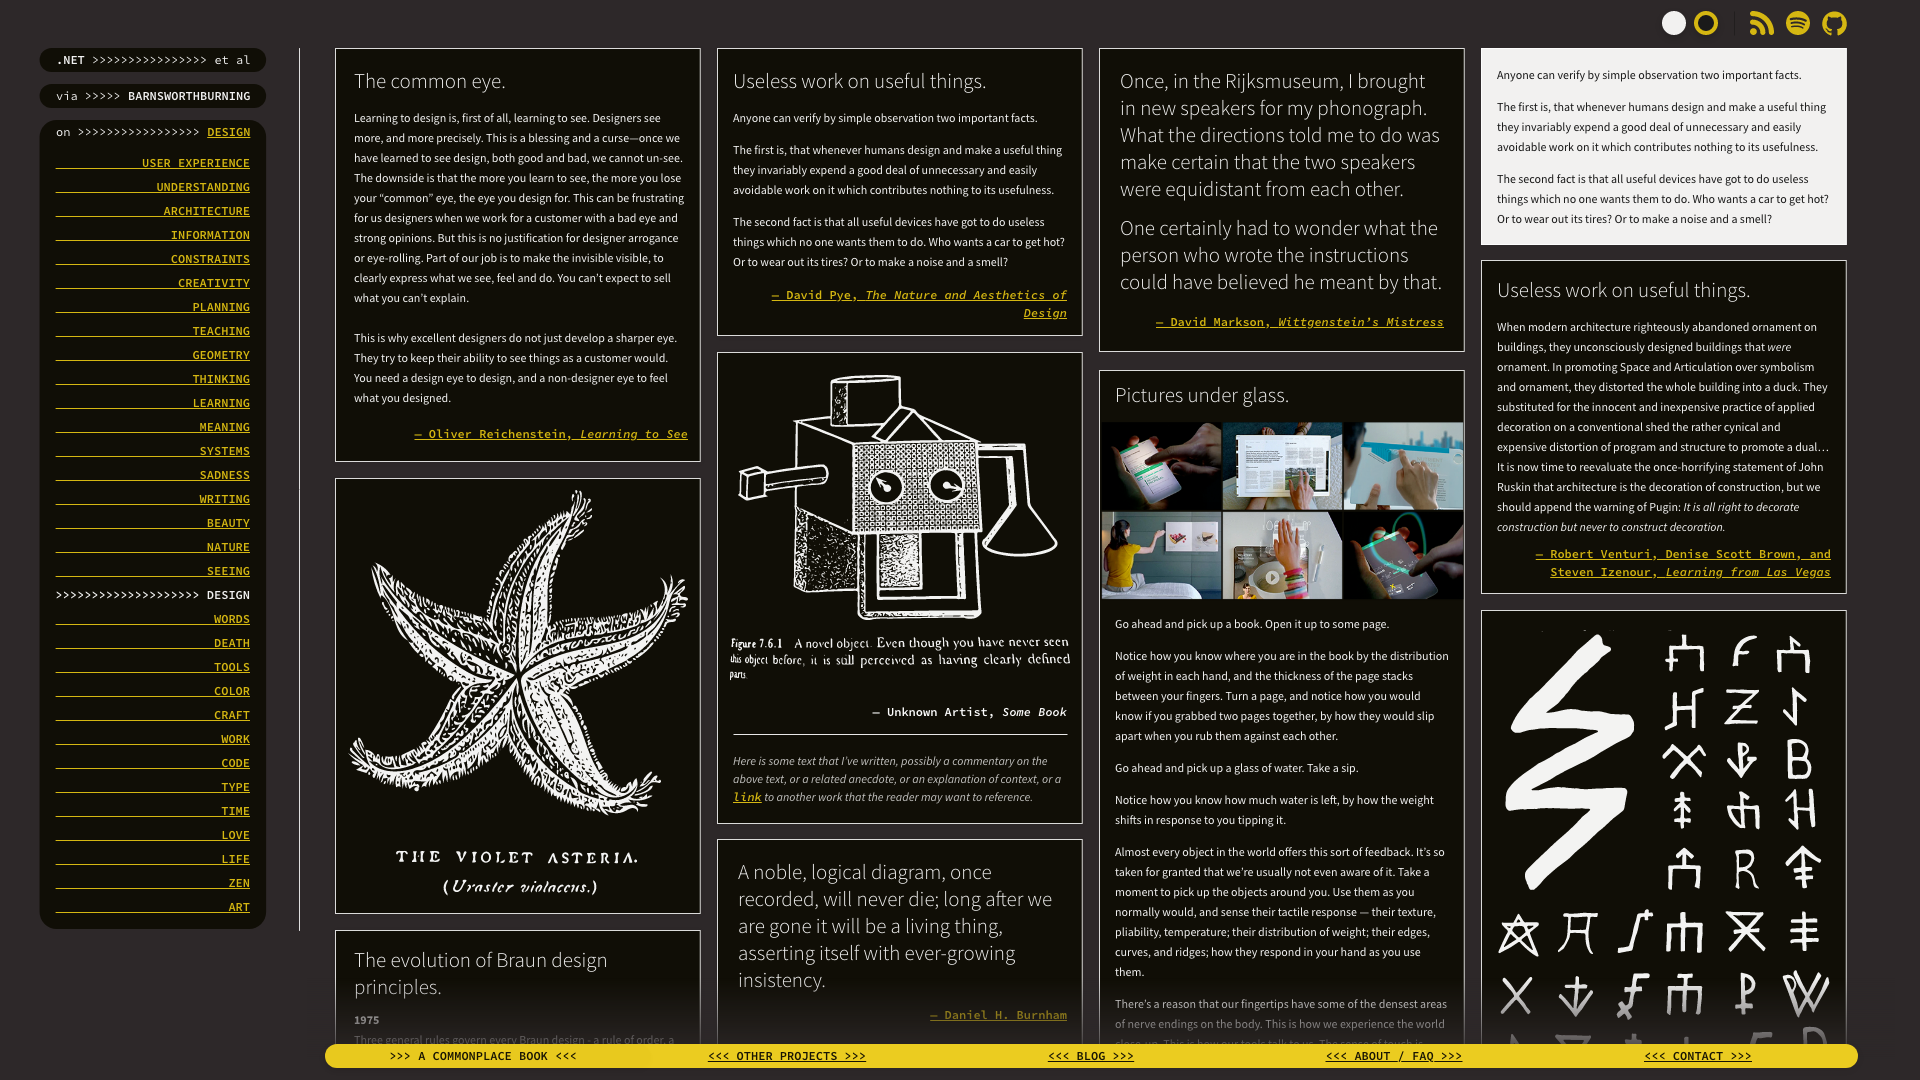 .NET >>>>>>>>>>>>>>>> et al
via >>>>> BARNSWORTHBURNING
on >>>>>>>>>>>>>>>>> DESIGN
USER EXPERIENCE
UNDERSTANDING
ARCHITECTURE
INFORMATION
CONSTRAINTS
CREATIVITY
PLANNING
TEACHING
GEOMETRY
THINKING
LEARNING
MEANING
SYSTEMS
SADNESS
WRITING
BEAUTY
NATURE
SEEING
>>>>>>>>>>>>>>>>>>>> DESIGN
WORDS
DEATH
TOOLS
COLOR
CRAFT
WORK
CODE
TYPE
TIME
LOVE
LIFE
ZEN
ART
The common eye.
Learning to design is, first of all, learning to see. Designers see
more, and more precisely. This is a blessing and a curse—once we
have learned to see design, both good and bad, we cannot un-see.
The downside is that the more you learn to see, the more you lose
your “common” eye, the eye you design for. This can be frustrating
for us designers when we work for a customer with a bad eye and
strong opinions. But this is no justification for designer arrogance
or eye-rolling. Part of our job is to make the invisible visible, to
clearly express what we see, feel and do. You can’t expect to sell
what you can’t explain.
This is why excellent designers do not just develop a sharper eye.
They try to keep their ability to see things as a customer would.
You need a design eye to design, and a non-designer eye to feel
what you designed.
— Oliver Reichenstein, Learning to See
THE VIOLET ASTERIA.
(Uraster violaceus.)
The evolution of Braun design
principles.
1975
Three general rules govern every Braun design - a rule of order, a
Useless work on useful things.
Anyone can verify by simple observation two important facts.
The first is, that whenever humans design and make a useful thing
they invariably expend a good deal of unnecessary and easily
avoidable work on it which contributes nothing to its usefulness.
The second fact is that all useful devices have got to do useless
things which no one wants them to do. Who wants a car to get hot?
Or to wear out its tires? Or to make a noise and a smell?
— David Pye, The Nature and Aesthetics of
Design
Figure 7.6.1 A novel object. Even though you have never seen
this object before, it is still perceived as having clearly defined
parts.
— Unknown Artist, Some Book
Here is some text that I’ve written, possibly a commentary on the
above text, or a related anecdote, or an explanation of context, or a
link to another work that the reader may want to reference.
A noble, logical diagram, once
recorded, will never die; long after we
are gone it will be a living thing,
asserting itself with ever-growing
insistency.
— Daniel H. Burnham
Once, in the Rijksmuseum, I brought
in new speakers for my phonograph.
What the directions told me to do was
make certain that the two speakers
were equidistant from each other.
One certainly had to wonder what the
person who wrote the instructions
could have believed he meant by that.
— David Markson, Wittgenstein’s Mistress
Pictures under glass.
Go ahead and pick up a book. Open it up to some page.
Notice how you know where you are in the book by the distribution
of weight in each hand, and the thickness of the page stacks
between your fingers. Turn a page, and notice how you would
know if you grabbed two pages together, by how they would slip
apart when you rub them against each other.
Go ahead and pick up a glass of water. Take a sip.
Notice how you know how much water is left, by how the weight
shifts in response to you tipping it.
Almost every object in the world offers this sort of feedback. It’s so
taken for granted that we’re usually not even aware of it. Take a
moment to pick up the objects around you. Use them as you
normally would, and sense their tactile response — their texture,
pliability, temperature; their distribution of weight; their edges,
curves, and ridges; how they respond in your hand as you use
them.
There’s a reason that our fingertips have some of the densest areas
of nerve endings on the body. This is how we experience the world
close-up. This is how our tools talk to us. The sense of touch is
Anyone can verify by simple observation two important facts.
The first is, that whenever humans design and make a useful thing
they invariably expend a good deal of unnecessary and easily
avoidable work on it which contributes nothing to its usefulness.
The second fact is that all useful devices have got to do useless
things which no one wants them to do. Who wants a car to get hot?
Or to wear out its tires? Or to make a noise and a smell?
Useless work on useful things.
When modern architecture righteously abandoned ornament on
buildings, they unconsciously designed buildings that were
ornament. In promoting Space and Articulation over symbolism
and ornament, they distorted the whole building into a duck. They
substituted for the innocent and inexpensive practice of applied
decoration on a conventional shed the rather cynical and
expensive distortion of program and structure to promote a dual…
It is now time to reevaluate the once-horrifying statement of John
Ruskin that architecture is the decoration of construction, but we
should append the warning of Pugin: It is all right to decorate
construction but never to construct decoration.
— Robert Venturi, Denise Scott Brown, and
Steven Izenour, Learning from Las Vegas
>>> A COMMONPLACE BOOK <<<
<<< OTHER PROJECTS >>>
<<< BLOG >>>
<<< ABOUT / FAQ >>>
<<< CONTACT >>>